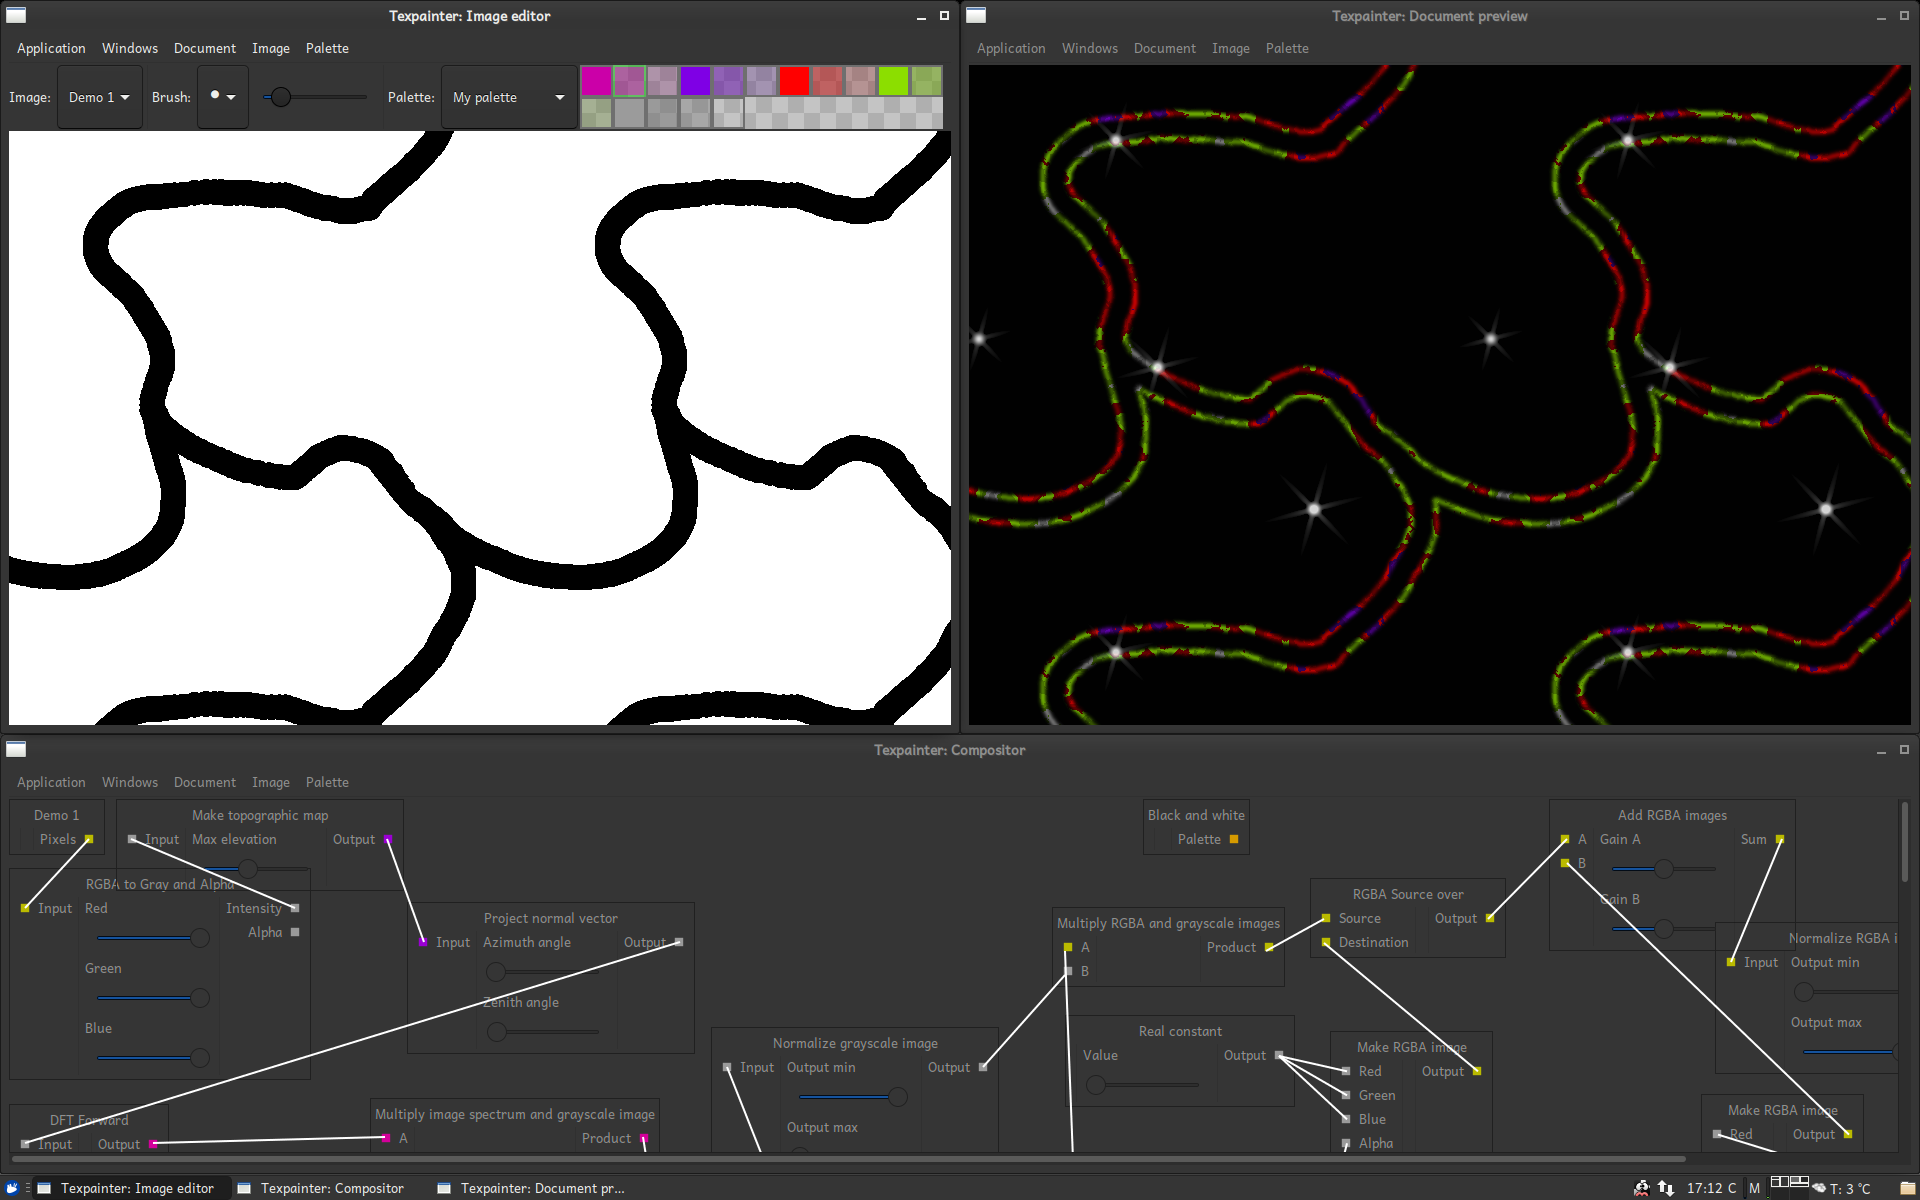 Texpainter: Image editor
Application Windows Document Image Palette
Image: Demo 1 Brush: Palette: My palette
Texpainter: Document preview
Application Windows Document Image Palette
Texpainter: Compositor
Application Windows Document Image Palette
Demo 1
Pixels
Make topographic map
Input Max elevation Output
RGBA to Gray and Alpha
Input Red Intensity
Alpha
Green
Blue
Project normal vector
Input Azimuth angle Output
Zenith angle
DFT Forward
Input Output
Multiply image spectrum and grayscale image
A Product
Normalize grayscale image
Input Output min Output
Output max
Black and white
Palette
Multiply RGBA and grayscale images
A Product
B
Real constant
Value Output
RGBA Source over
Source Output
Destination
Make RGBA image
Red Output
Green
Blue
Alpha
Add RGBA images
A Gain A Sum
B
Gain B
Normalize RGBA i
Input Output min
Output max
Make RGBA image
Red Output
Texpainter: Image editor Texpainter: Compositor Texpainter: Document pr... 17:12 C M T: 3 °C